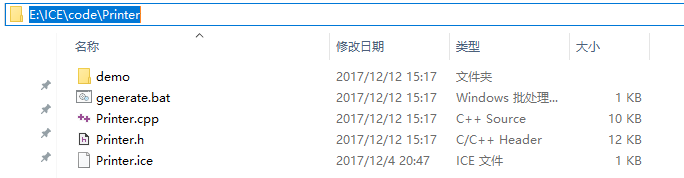 E:\ICE\code\Printer
名称 修改日期 类型 大小
demo 2017/12/12 15:17 文件夹
generate.bat 2017/12/12 15:17 Windows 批处理... 1 KB
Printer.cpp 2017/12/12 15:17 C++ Source 10 KB
Printer.h 2017/12/12 15:17 C/C++ Header 12 KB
Printer.ice 2017/12/4 20:47 ICE 文件 1 KB